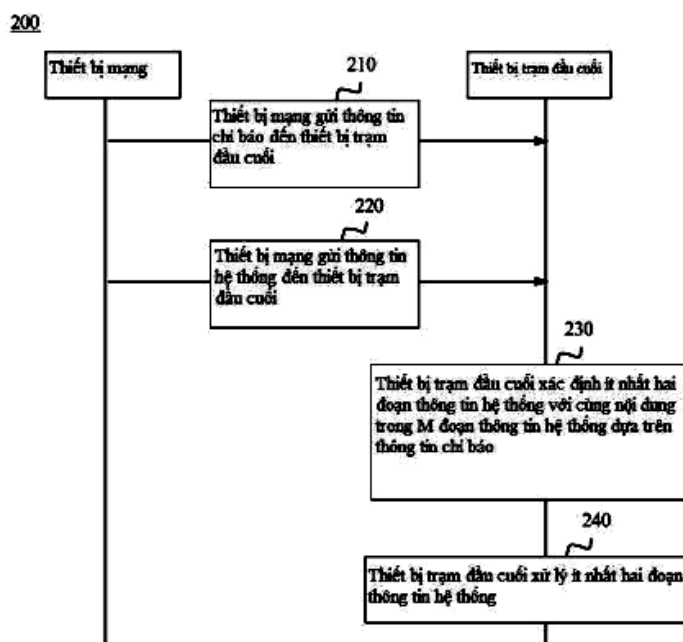 200
Thiết bị mạng
Thiết bị trạm đầu cuối
210
Thiết bị mạng gửi thông tin
chỉ báo đến thiết bị trạm
đầu cuối
220
Thiết bị mạng gửi thông tin
hệ thống đến thiết bị trạm
đầu cuối
230
Thiết bị trạm đầu cuối xác định ít nhất hai
đoạn thông tin hệ thống với cùng nội dung
trong M đoạn thông tin hệ thống dựa trên
thông tin chỉ báo
240
Thiết bị trạm đầu cuối xử lý ít nhất hai đoạn
thông tin hệ thống